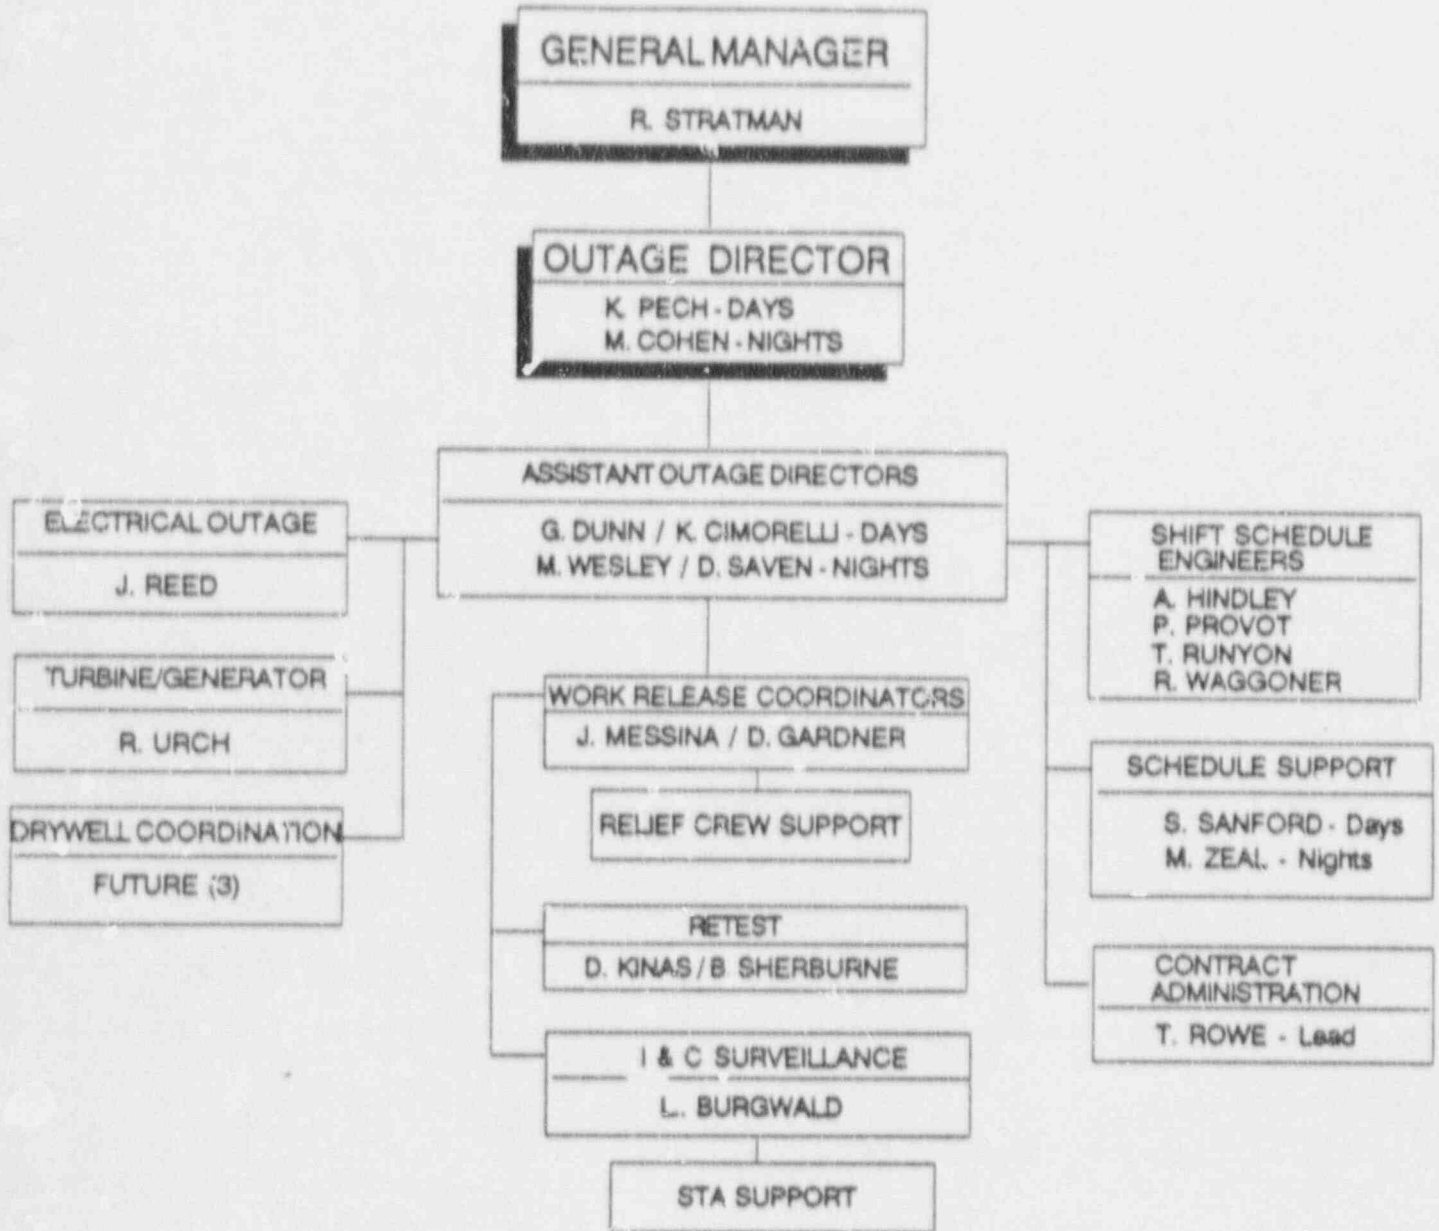 GENERAL MANAGER
R. STRATMAN
OUTAGE DIRECTOR
K. PECH - DAYS
M. COHEN - NIGHTS
ASSISTANT OUTAGE DIRECTORS
G. DUNN / K. CIMORELLI - DAYS
M. WESLEY / D. SAVEN - NIGHTS
ELECTRICAL OUTAGE
J. REED
TURBINE/GENERATOR
R. URCH
DRYWELL COORDINATION
FUTURE (3)
WORK RELEASE COORDINATORS
J. MESSINA / D. GARDNER
RELIEF CREW SUPPORT
RETEST
D. KINAS / B SHERBURNE
I & C SURVEILLANCE
L. BURGWALD
STA SUPPORT
SHIFT SCHEDULE
ENGINEERS
A. HINDLEY
P. PROVOT
T. RUNYON
R. WAGGONER
SCHEDULE SUPPORT
S. SANFORD - Days
M. ZEAL - Nights
CONTRACT
ADMINISTRATION
T. ROWE - Lead